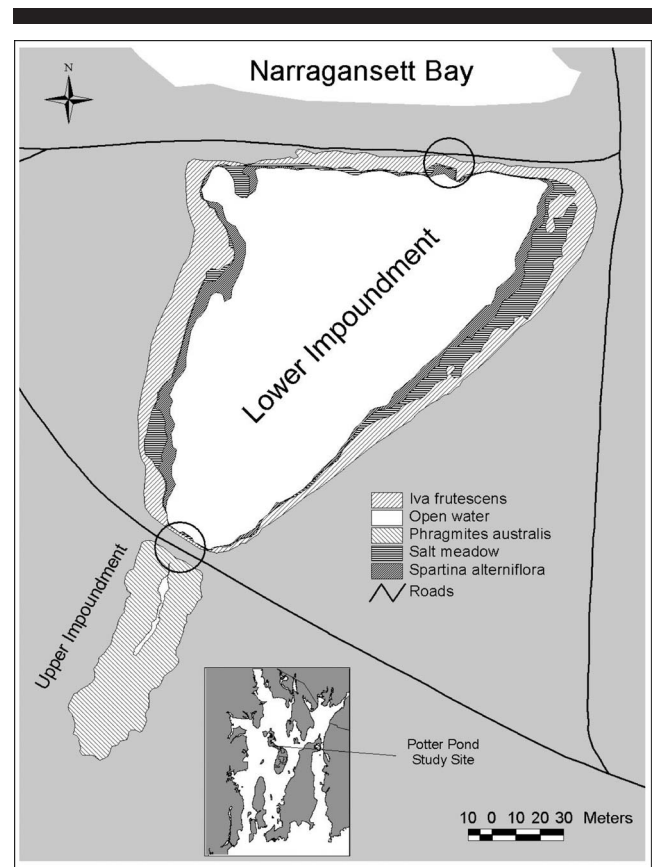 Narragansett Bay
N
Lower Impoundment
Iva frutescens
Open water
Phragmites australis
Salt meadow
Spartina alterniflora
Roads
Upper Impoundment
Potter Pond
Study Site
10 0 10 20 30 Meters